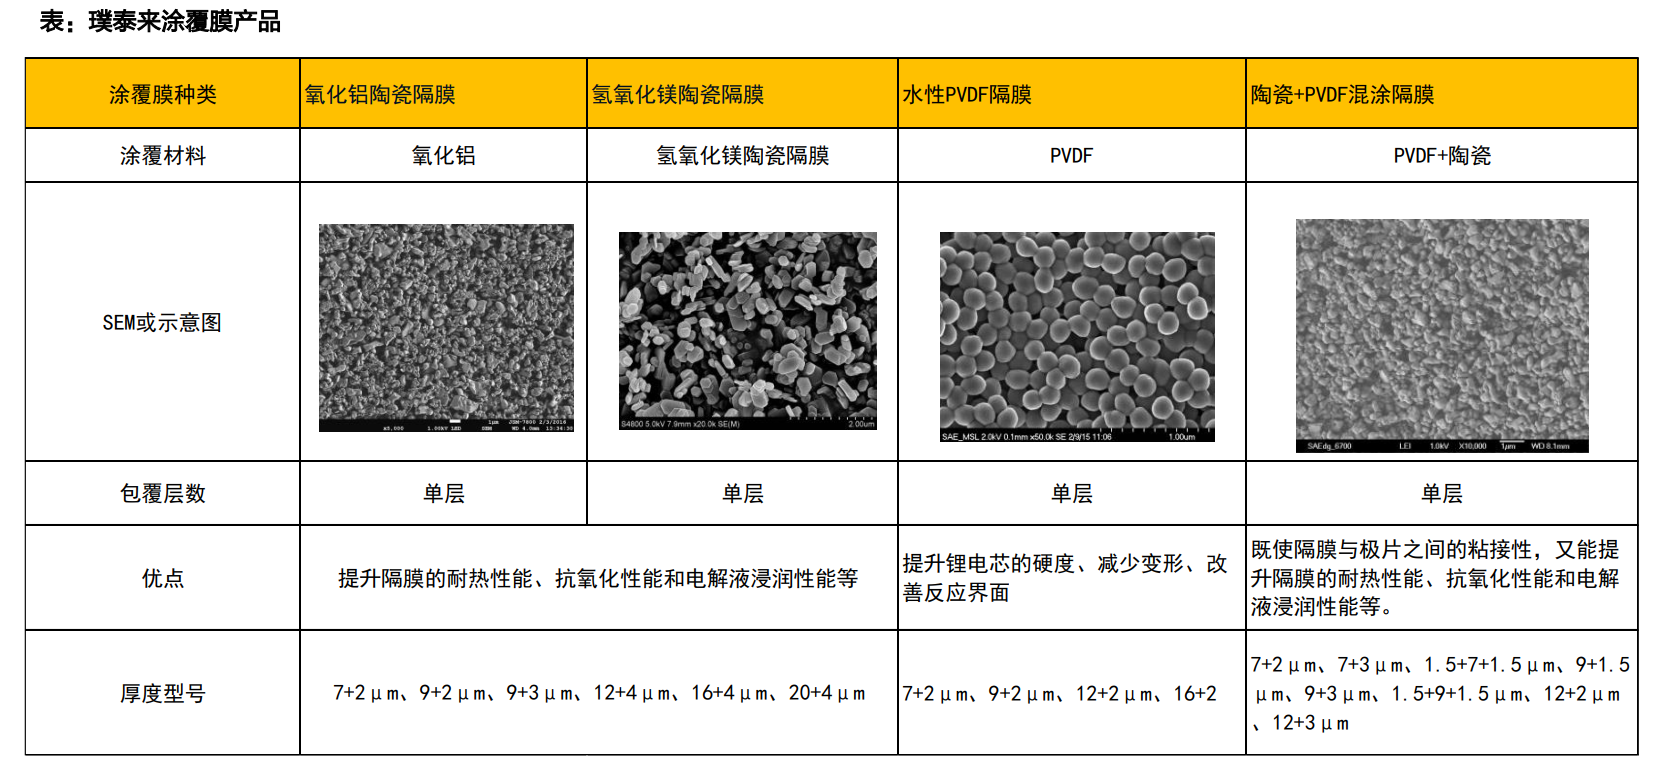 表：璞泰来涂覆膜产品
涂覆膜种类
氧化铝陶瓷隔膜
氢氧化镁陶瓷隔膜
水性PVDF隔膜
陶瓷+PVDF混涂隔膜
涂覆材料
氧化铝
氢氧化镁陶瓷隔膜
PVDF
PVDF+陶瓷
SEM或示意图
1μm JSM-7800 2/3/2016
x5,000 1.00kV LED SEM WD 4.0mm 13:34:30
S4800 5.0kV 7.9mm x20.0k SE(M) 2.00um
SAE_MSL 2.0kV 0.1mm x50.0k SE 2/9/15 11:06 1.00um
SAEdg_6700 LEI 1.0kV X10,000 1μm WD 8.1mm
包覆层数
单层
单层
单层
单层
优点
提升隔膜的耐热性能、抗氧化性能和电解液浸润性能等
提升锂电芯的硬度、减少变形、改
善反应界面
既使隔膜与极片之间的粘接性，又能提
升隔膜的耐热性能、抗氧化性能和电解
液浸润性能等。
厚度型号
7+2μm、9+2μm、9+3μm、12+4μm、16+4μm、20+4μm
7+2μm、9+2μm、12+2μm、16+2
7+2μm、7+3μm、1.5+7+1.5μm、9+1.5
μm、9+3μm、1.5+9+1.5μm、12+2μm
、12+3μm